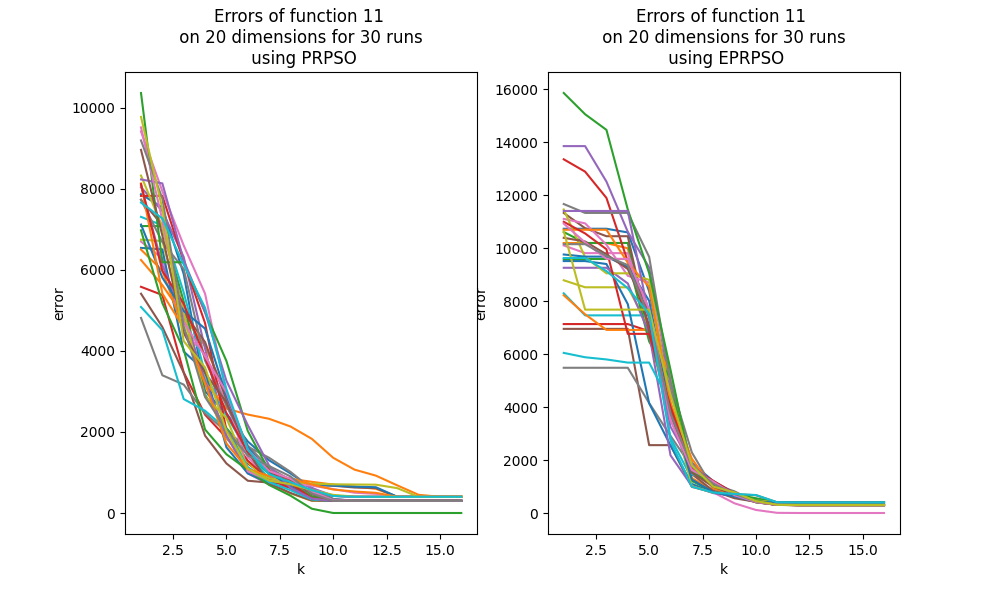 Errors of function 11
on 20 dimensions for 30 runs
using PRPSO
error
10000
8000
6000
4000
2000
0
2.5 5.0 7.5 10.0 12.5 15.0
k
Errors of function 11
on 20 dimensions for 30 runs
using EPRPSO
error
16000
14000
12000
10000
8000
6000
4000
2000
0
2.5 5.0 7.5 10.0 12.5 15.0
k